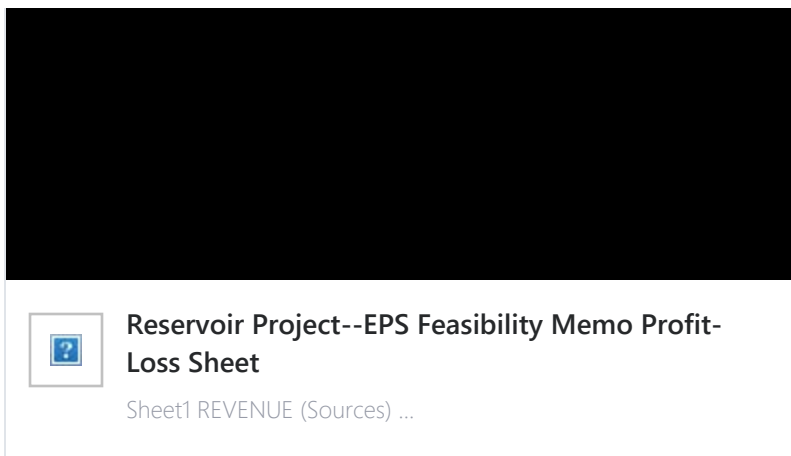 Reservoir Project--EPS Feasibility Memo Profit-
Loss Sheet
Sheet1 REVENUE (Sources) ...